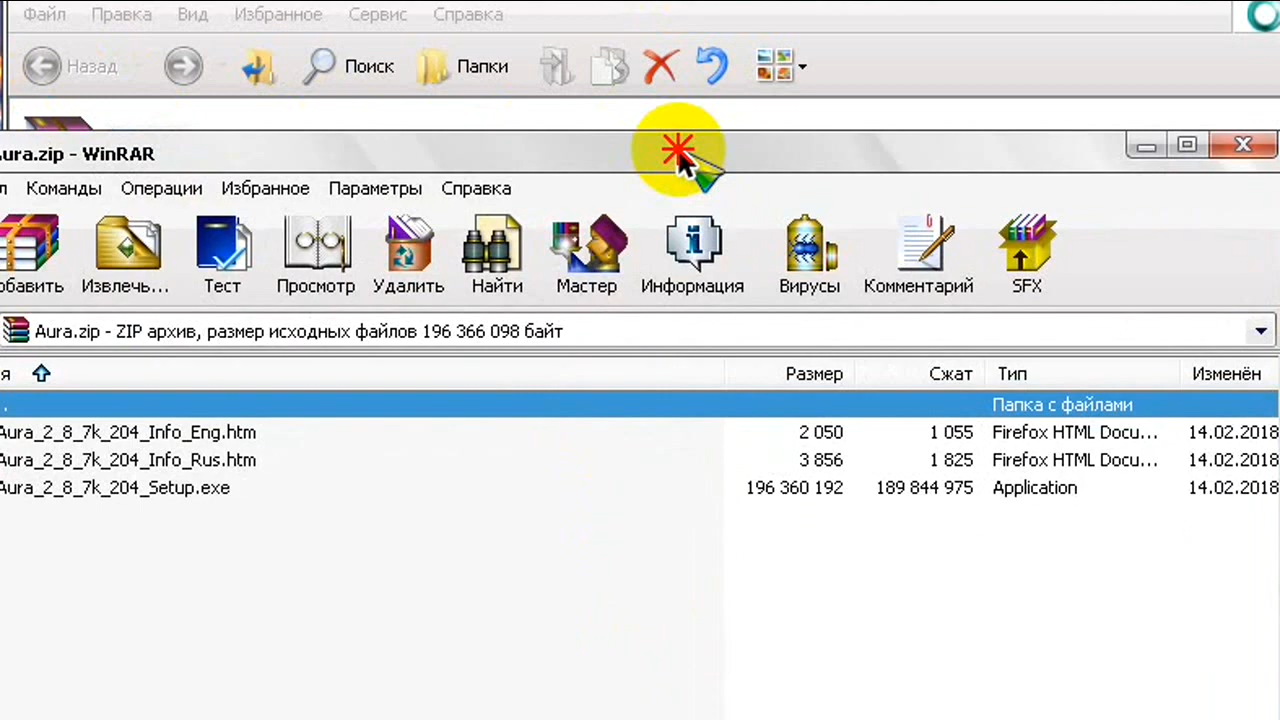 Файл Правка Вид Избранное Сервис Справка
Назад Поиск Папки
ura.zip - WinRAR
л Команды Операции Избранное Параметры Справка
обавить Извлечь... Тест Просмотр Удалить Найти Мастер Информация Вирусы Комментарий SFX
Aura.zip - ZIP архив, размер исходных файлов 196 366 098 байт
я Размер Сжат Тип Изменён
. Папка с файлами
Aura_2_8_7k_204_Info_Eng.htm 2 050 1 055 Firefox HTML Docu... 14.02.2018
Aura_2_8_7k_204_Info_Rus.htm 3 856 1 825 Firefox HTML Docu... 14.02.2018
Aura_2_8_7k_204_Setup.exe 196 360 192 189 844 975 Application 14.02.2018